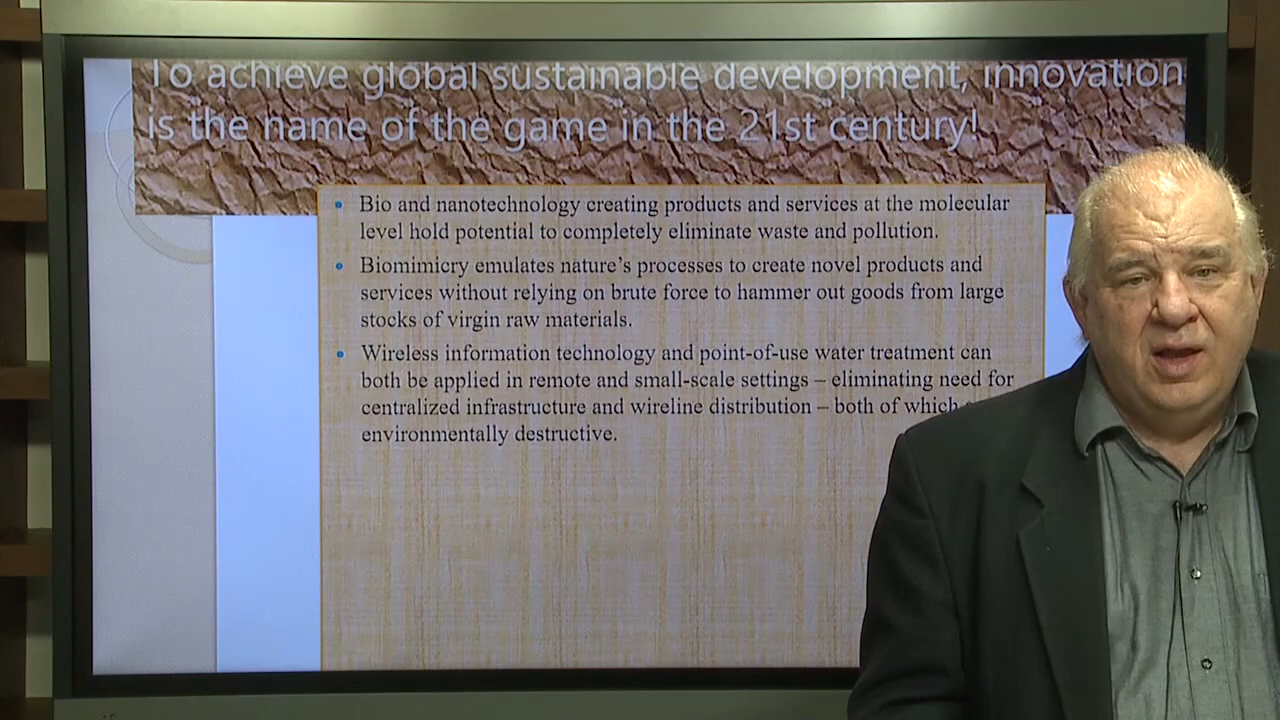 To achieve global sustainable development, innovation
is the name of the game in the 21st century!
• Bio and nanotechnology creating products and services at the molecular
level hold potential to completely eliminate waste and pollution.
• Biomimicry emulates nature's processes to create novel products and
services without relying on brute force to hammer out goods from large
stocks of virgin raw materials.
• Wireless information technology and point-of-use water treatment can
both be applied in remote and small-scale settings – eliminating need for
centralized infrastructure and wireline distribution – both of which
environmentally destructive.